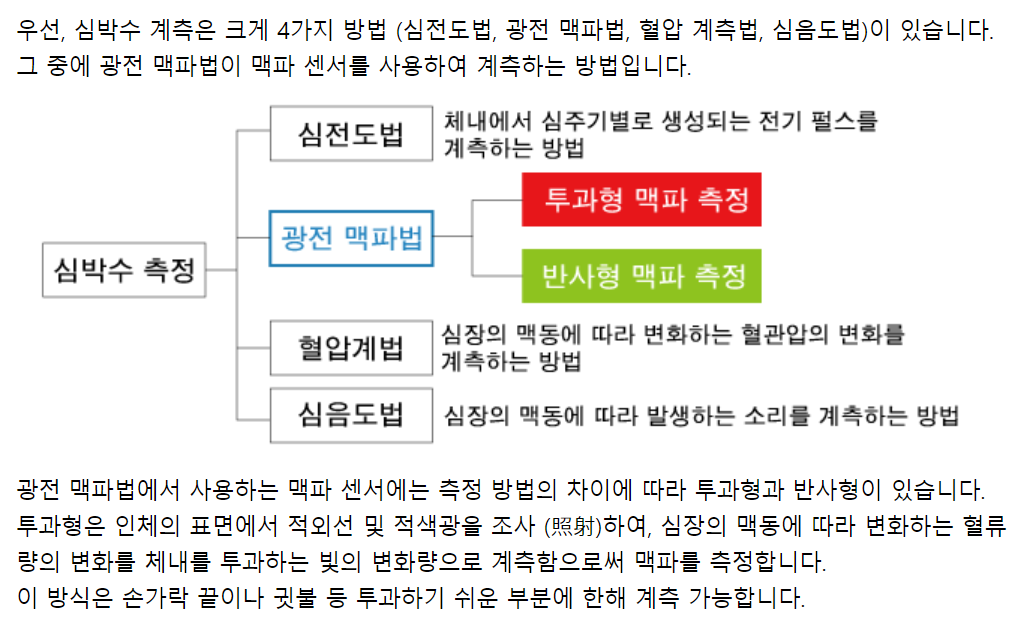 우선, 심박수 계측은 크게 4가지 방법 (심전도법, 광전 맥파법, 혈압 계측법, 심음도법)이 있습니다.
그 중에 광전 맥파법이 맥파 센서를 사용하여 계측하는 방법입니다.
심박수 측정
심전도법
체내에서 심주기별로 생성되는 전기 펄스를
계측하는 방법
광전 맥파법
투과형 맥파 측정
반사형 맥파 측정
혈압계법
심장의 맥동에 따라 변화하는 혈관압의 변화를
계측하는 방법
심음도법
심장의 맥동에 따라 발생하는 소리를 계측하는 방법
광전 맥파법에서 사용하는 맥파 센서에는 측정 방법의 차이에 따라 투과형과 반사형이 있습니다.
투과형은 인체의 표면에서 적외선 및 적색광을 조사 (照射)하여, 심장의 맥동에 따라 변화하는 혈류
량의 변화를 체내를 투과하는 빛의 변화량으로 계측함으로써 맥파를 측정합니다.
이 방식은 손가락 끝이나 귓불 등 투과하기 쉬운 부분에 한해 계측 가능합니다.